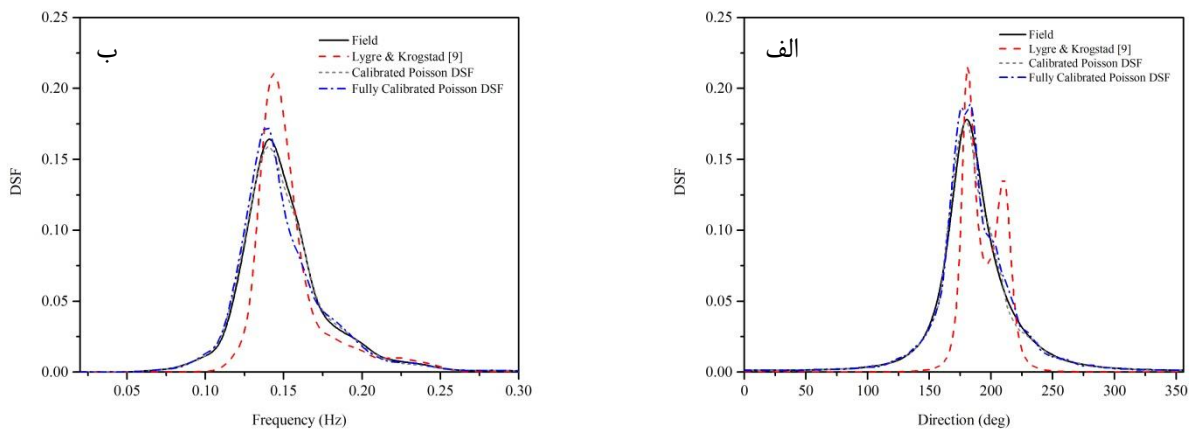 ب
Field
Lygre & Krogstad [9]
Calibrated Poisson DSF
Fully Calibrated Poisson DSF
DSF
0.25
0.20
0.15
0.10
0.05
0.00
0.05 0.10 0.15 0.20 0.25 0.30
Frequency (Hz)
الف
Field
Lygre & Krogstad [9]
Calibrated Poisson DSF
Fully Calibrated Poisson DSF
DSF
0.25
0.20
0.15
0.10
0.05
0.00
0 50 100 150 200 250 300 350
Direction (deg)